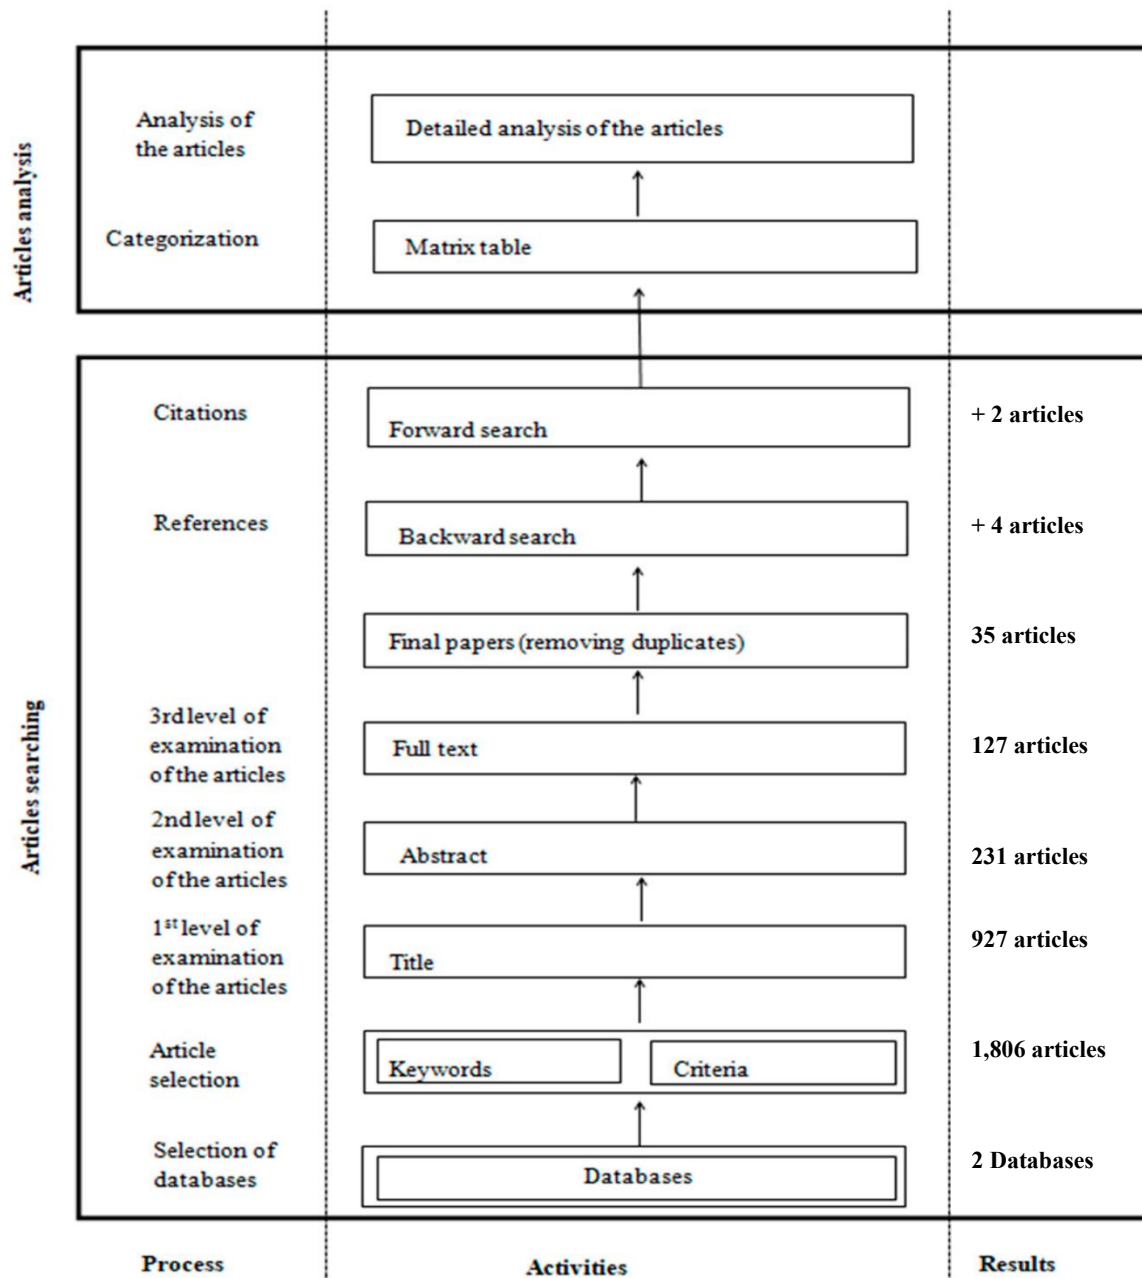 Articles analysis
Analysis of
the articles
Detailed analysis of the articles
Categorization
Matrix table
Articles searching
Citations
Forward search
+ 2 articles
References
Backward search
+ 4 articles
Final papers (removing duplicates)
35 articles
3rd level of
examination
of the articles
Full text
127 articles
2nd level of
examination
of the articles
Abstract
231 articles
1st level of
examination
of the articles
Title
927 articles
Article
selection
Keywords
Criteria
1,806 articles
Selection of
databases
Databases
2 Databases
Process
Activities
Results